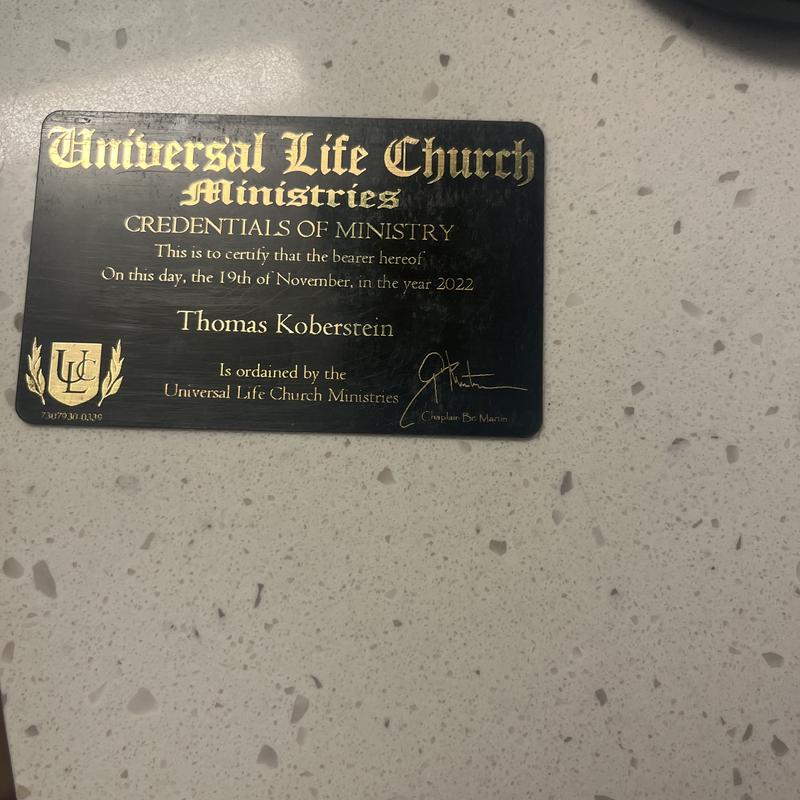 Universal Life Church
Ministries
CREDENTIALS OF MINISTRY
This is to certify that the bearer hereof
On this day, the 19th of November, in the year 2022
Thomas Koberstein
Is ordained by the
Universal Life Church Ministries
ULC
7307930-0339
Chaplain Br. Martin